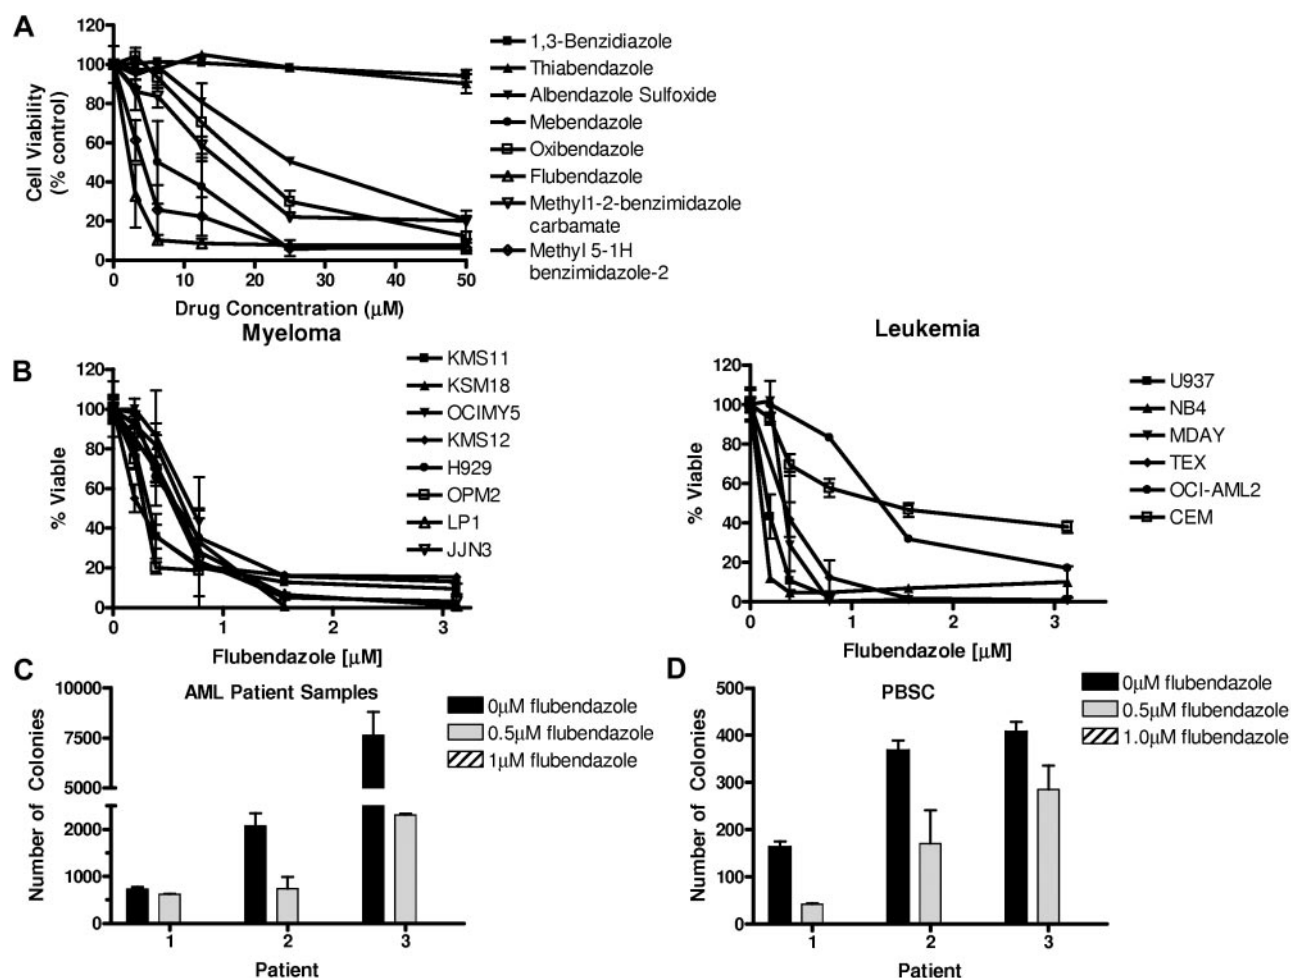 A
120
100
80
60
40
20
0
Cell Viability
(% control)
0 10 20 30 40 50
Drug Concentration (μM)
1,3-Benzidiazole
Thiabendazole
Albendazole Sulfoxide
Mebendazole
Oxibendazole
Flubendazole
Methyl1-2-benzimidazole
carbamate
Methyl 5-1H
benzimidazole-2
B
Myeloma
120
100
80
60
40
20
0
% Viable
0 1 2 3
Flubendazole [μM]
KMS11
KSM18
OCIMY5
KMS12
H929
OPM2
LP1
JJN3
Leukemia
120
100
80
60
40
20
0
% Viable
0 1 2 3
Flubendazole [μM]
U937
NB4
MDAY
TEX
OCI-AML2
CEM
C
AML Patient Samples
10000
7500
5000
2000
1000
0
Number of Colonies
1 2 3
Patient
0μM flubendazole
0.5μM flubendazole
1μM flubendazole
D
PBSC
500
400
300
200
100
0
Number of Colonies
1 2 3
Patient
0μM flubendazole
0.5μM flubendazole
1.0μM flubendazole